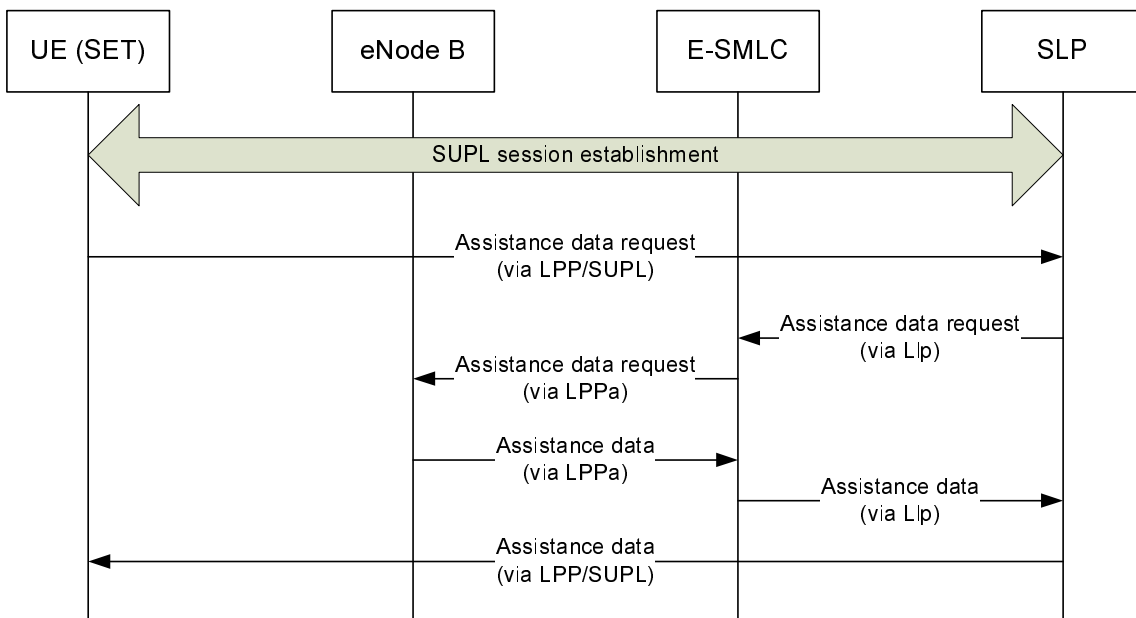 UE (SET)
eNode B
E-SMLC
SLP
SUPL session establishment
Assistance data request
(via LPP/SUPL)
Assistance data request
(via Llp)
Assistance data request
(via LPPa)
Assistance data
(via LPPa)
Assistance data
(via Llp)
Assistance data
(via LPP/SUPL)